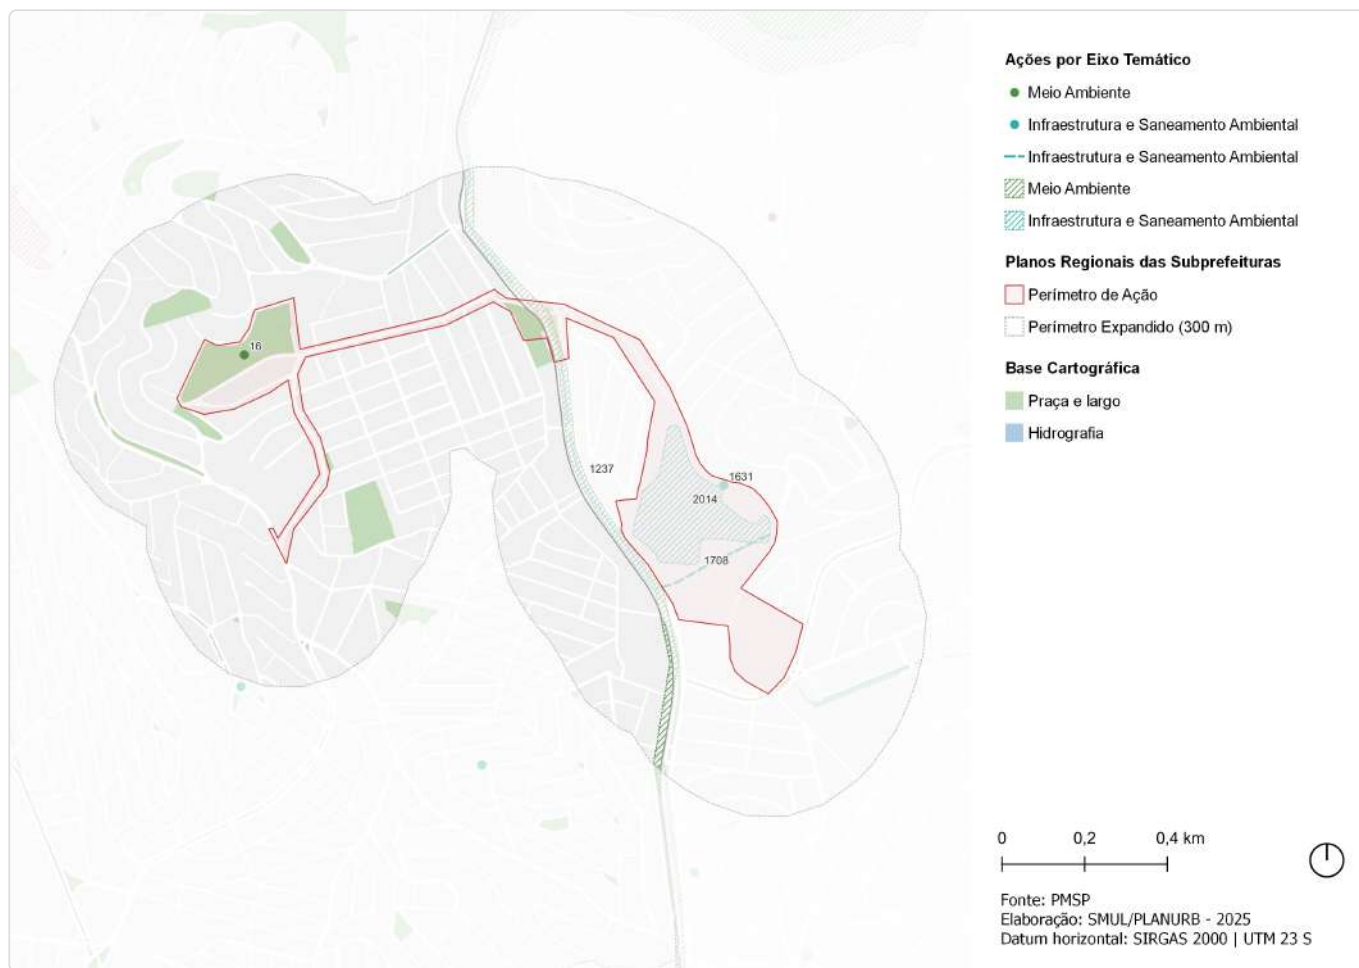 Ações por Eixo Temático
Meio Ambiente
Infraestrutura e Saneamento Ambiental
Infraestrutura e Saneamento Ambiental
Meio Ambiente
Infraestrutura e Saneamento Ambiental
Planos Regionais das Subprefeituras
Perímetro de Ação
Perímetro Expandido (300 m)
Base Cartográfica
Praça e largo
Hidrografia
16
1237
1631
2014
1708
0 0,2 0,4 km
Fonte: PMSP
Elaboração: SMUL/PLANURB - 2025
Datum horizontal: SIRGAS 2000 | UTM 23 S